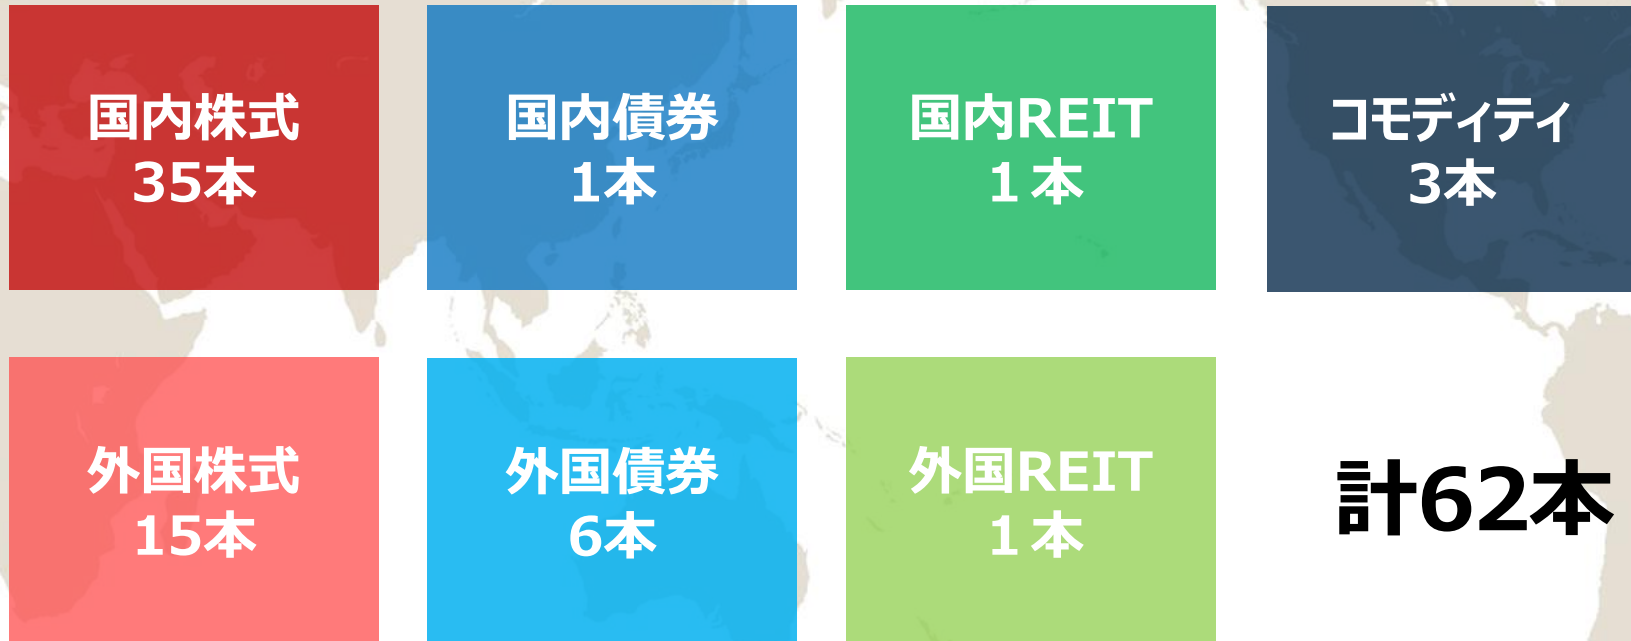 国内株式
35本
国内債券
1本
国内REIT
１本
コモディティ
3本
外国株式
15本
外国債券
6本
外国REIT
１本
計62本